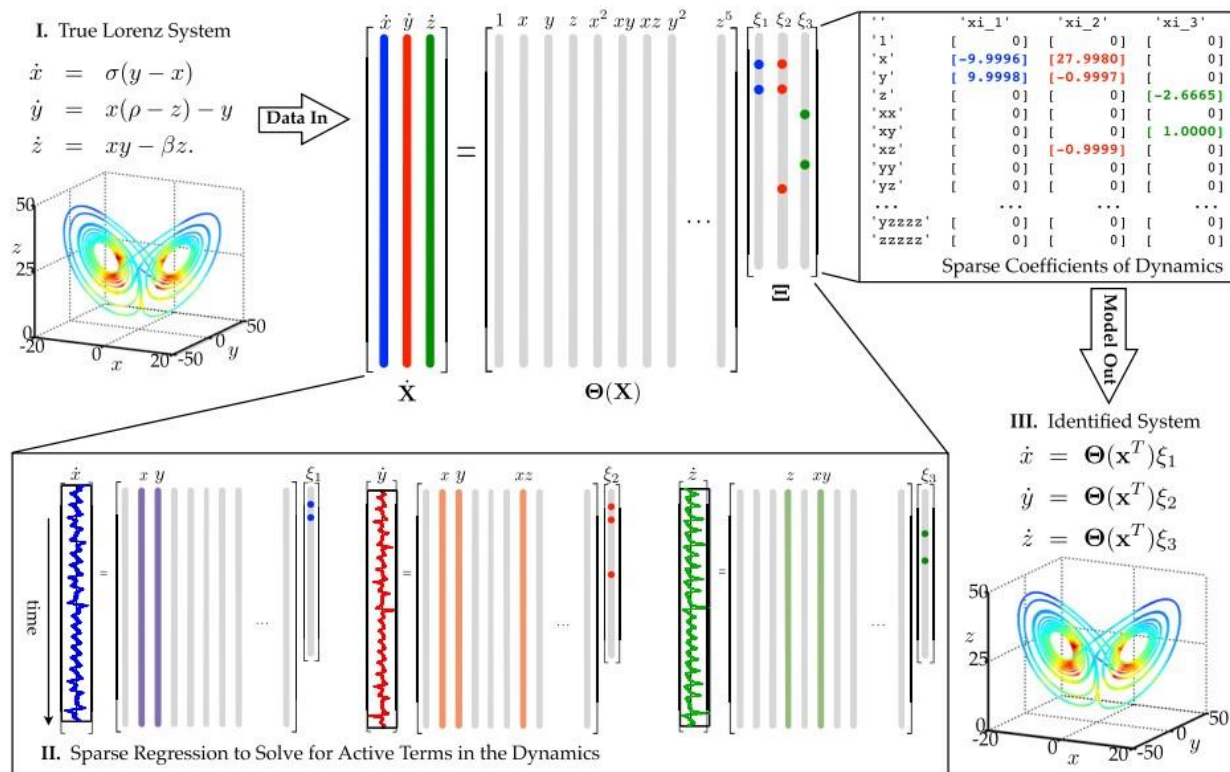 I. True Lorenz System
ẋ = σ(y − x)
ẏ = x(ρ − z) − y
ż = xy − βz.
Data In
50
z
25
0
-20
0
x
20
-50
0
y
50
ẋ ẏ ż
Ẋ
=
1 x y z x² xy xz y² z⁵
...
Θ(X)
ξ₁ ξ₂ ξ₃
Ξ
'' 'xi_1' 'xi_2' 'xi_3'
'1' [ 0] [ 0] [ 0]
'x' [-9.9996] [27.9980] [ 0]
'y' [ 9.9998] [-0.9997] [ 0]
'z' [ 0] [ 0] [-2.6665]
'xx' [ 0] [ 0] [ 0]
'xy' [ 0] [ 0] [ 1.0000]
'xz' [ 0] [-0.9999] [ 0]
'yy' [ 0] [ 0] [ 0]
'yz' [ 0] [ 0] [ 0]
... ... ... ...
'yzzzz' [ 0] [ 0] [ 0]
'zzzzz' [ 0] [ 0] [ 0]
Sparse Coefficients of Dynamics
Model Out
III. Identified System
ẋ = Θ(xᵀ)ξ₁
ẏ = Θ(xᵀ)ξ₂
ż = Θ(xᵀ)ξ₃
50
z
25
0
-20
0
x
20
-50
0
y
50
time
ẋ = x y ... ξ₁
ẏ = x y xz ... ξ₂
ż = z xy ... ξ₃
II. Sparse Regression to Solve for Active Terms in the Dynamics